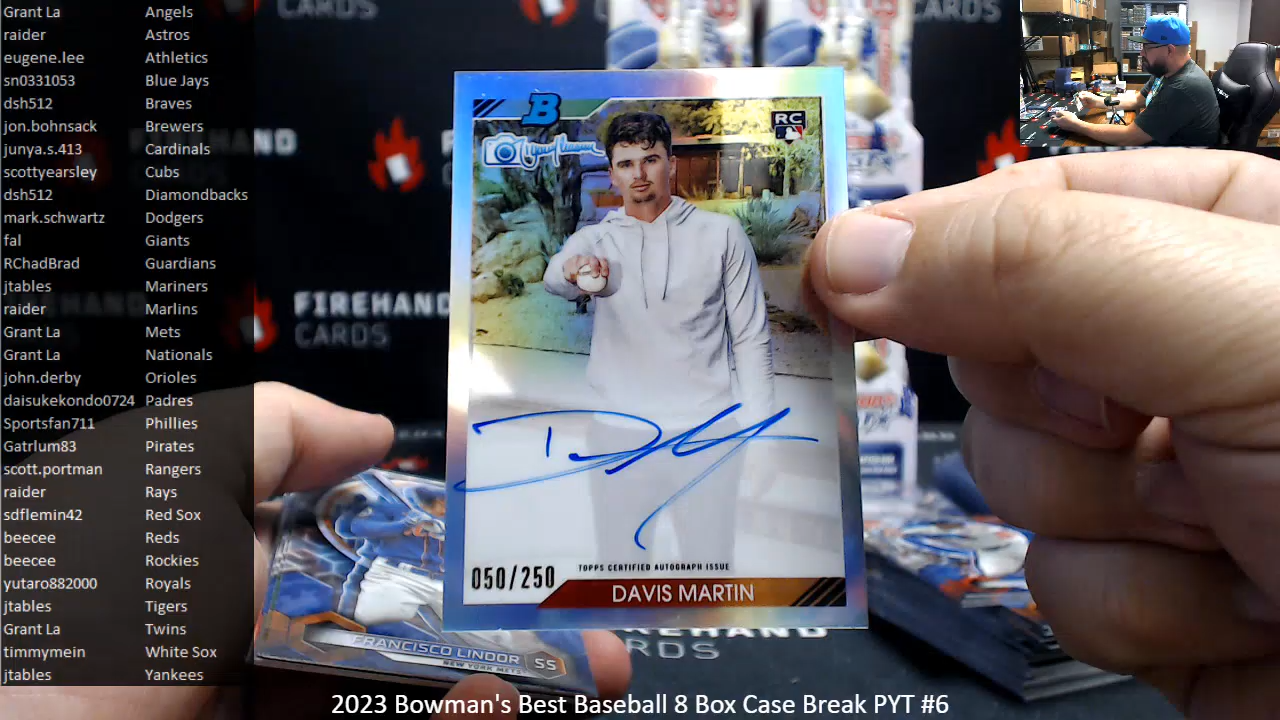 Grant La Angels
raider Astros
eugene.lee Athletics
sn0331053 Blue Jays
dsh512 Braves
jon.bohnsack Brewers
junya.s.413 Cardinals
scottyearsley Cubs
dsh512 Diamondbacks
mark.schwartz Dodgers
fal Giants
RChadBrad Guardians
jtables Mariners
raider Marlins
Grant La Mets
Grant La Nationals
john.derby Orioles
daisukekondo0724 Padres
Sportsfan711 Phillies
Gatrlum83 Pirates
scott.portman Rangers
raider Rays
sdflemin42 Red Sox
beecee Reds
beecee Rockies
yutaro882000 Royals
jtables Tigers
Grant La Twins
timmymein White Sox
jtables Yankees
CARDS
CARDS
FIREHAND
CARDS
B
RC
TOPPS CERTIFIED AUTOGRAPH ISSUE
050/250
DAVIS MARTIN
FRANCISCO LINDOR SS
NEW YORK METS
2023 Bowman's Best Baseball 8 Box Case Break PYT #6